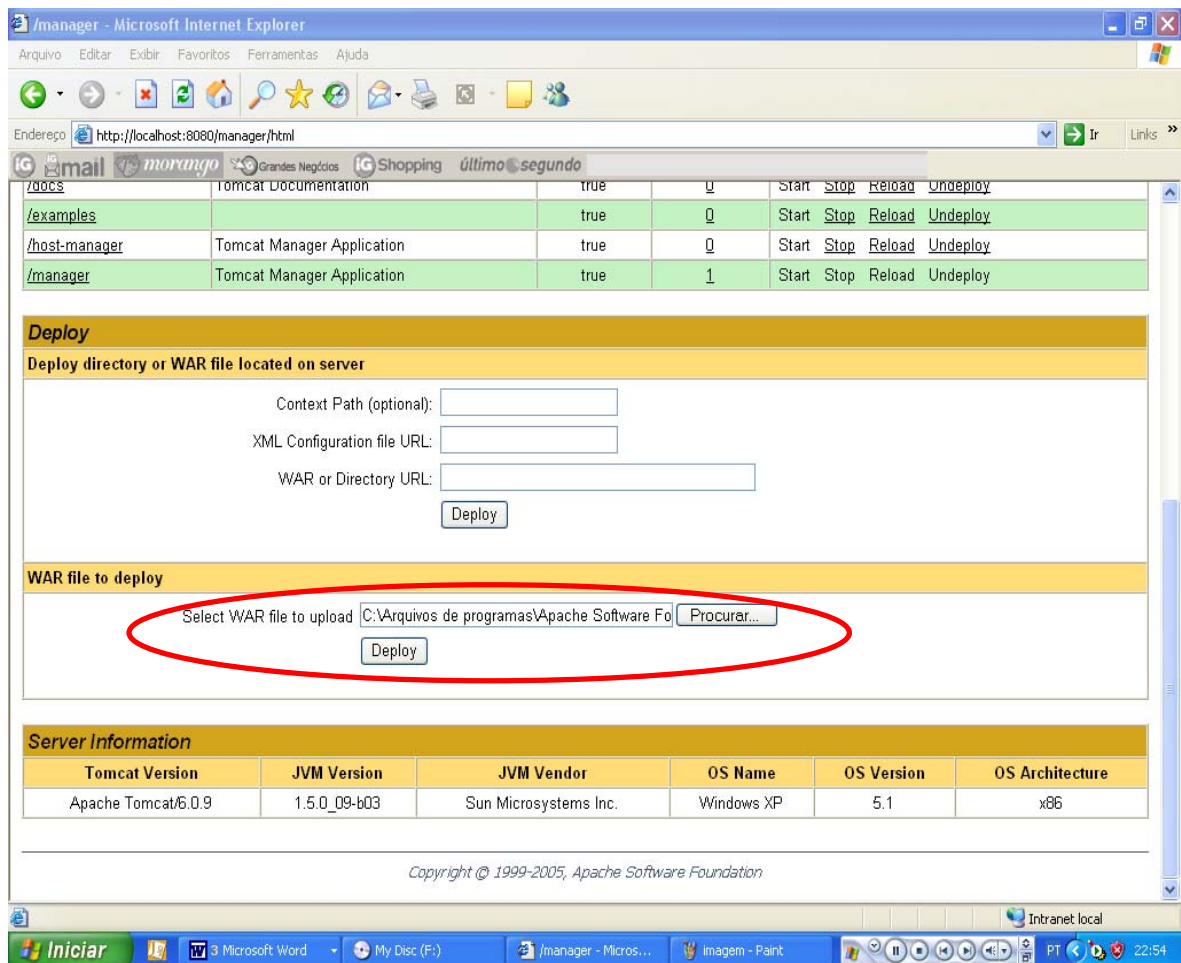 /manager - Microsoft Internet Explorer
Arquivo Editar Exibir Favoritos Ferramentas Ajuda
Endereço http://localhost:8080/manager/html Ir Links »
iG mail morango Grandes Negócios iG Shopping último segundo
/docs Tomcat Documentation true 0 Start Stop Reload Undeploy
/examples true 0 Start Stop Reload Undeploy
/host-manager Tomcat Manager Application true 0 Start Stop Reload Undeploy
/manager Tomcat Manager Application true 1 Start Stop Reload Undeploy
Deploy
Deploy directory or WAR file located on server
Context Path (optional):
XML Configuration file URL:
WAR or Directory URL:
Deploy
WAR file to deploy
Select WAR file to upload C:\Arquivos de programas\Apache Software Fo Procurar...
Deploy
Server Information
Tomcat Version JVM Version JVM Vendor OS Name OS Version OS Architecture
Apache Tomcat/6.0.9 1.5.0_09-b03 Sun Microsystems Inc. Windows XP 5.1 x86
Copyright © 1999-2005, Apache Software Foundation
Intranet local
Iniciar 3 Microsoft Word My Disc (F:) /manager - Micros... imagem - Paint PT 22:54